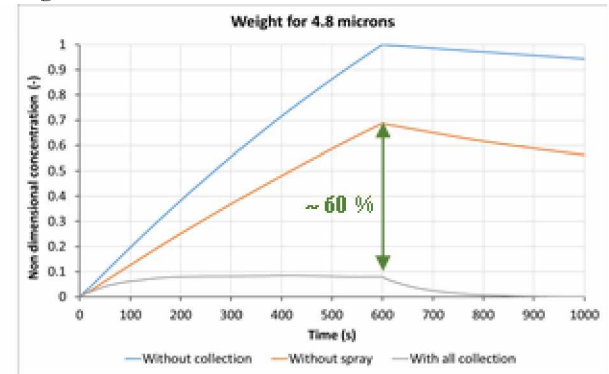 Weight for 4.8 microns
Non dimensional concentration (-)
1
0.9
0.8
0.7
0.6
0.5
0.4
0.3
0.2
0.1
0
~ 60 %
0 100 200 300 400 500 600 700 800 900 1000
Time (s)
Without collection Without spray With all collection